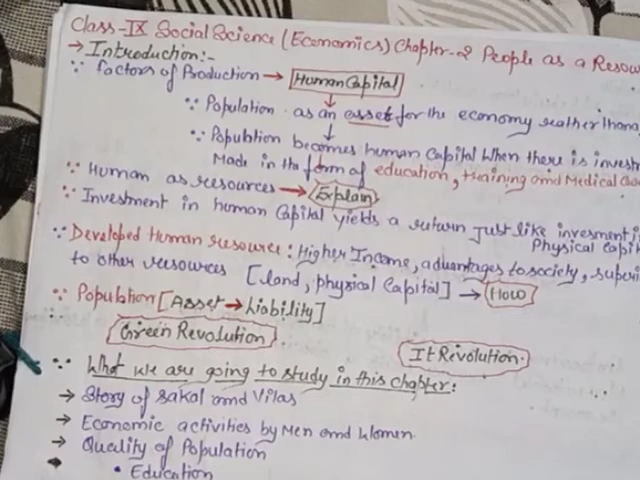 Class-IX Social Science (Economics) Chapter-2 People as a Resou
→ Introduction:-
∵ Factors of Production → Human Capital
∵ Population as an asset for the economy reather than a
∵ Population becomes human Capital When there is invest
Made in the form of education, training and Medical Ca
∵ Human as resources → Explain
∵ Investment in human Capital yields a return Just like invesment i
Physical Capit
∵ Developed Human resource: Higher Income, advantages to society, superi
to other resources [land, physical Capital] → How
∵ Population [Asset → Liability]
Green Revolution
It Revolution.
∵ What we are going to study in this chapter:
→ Story of Sakal and Vilas
→ Economic activities by Men and Women.
→ Quality of Population
• Education